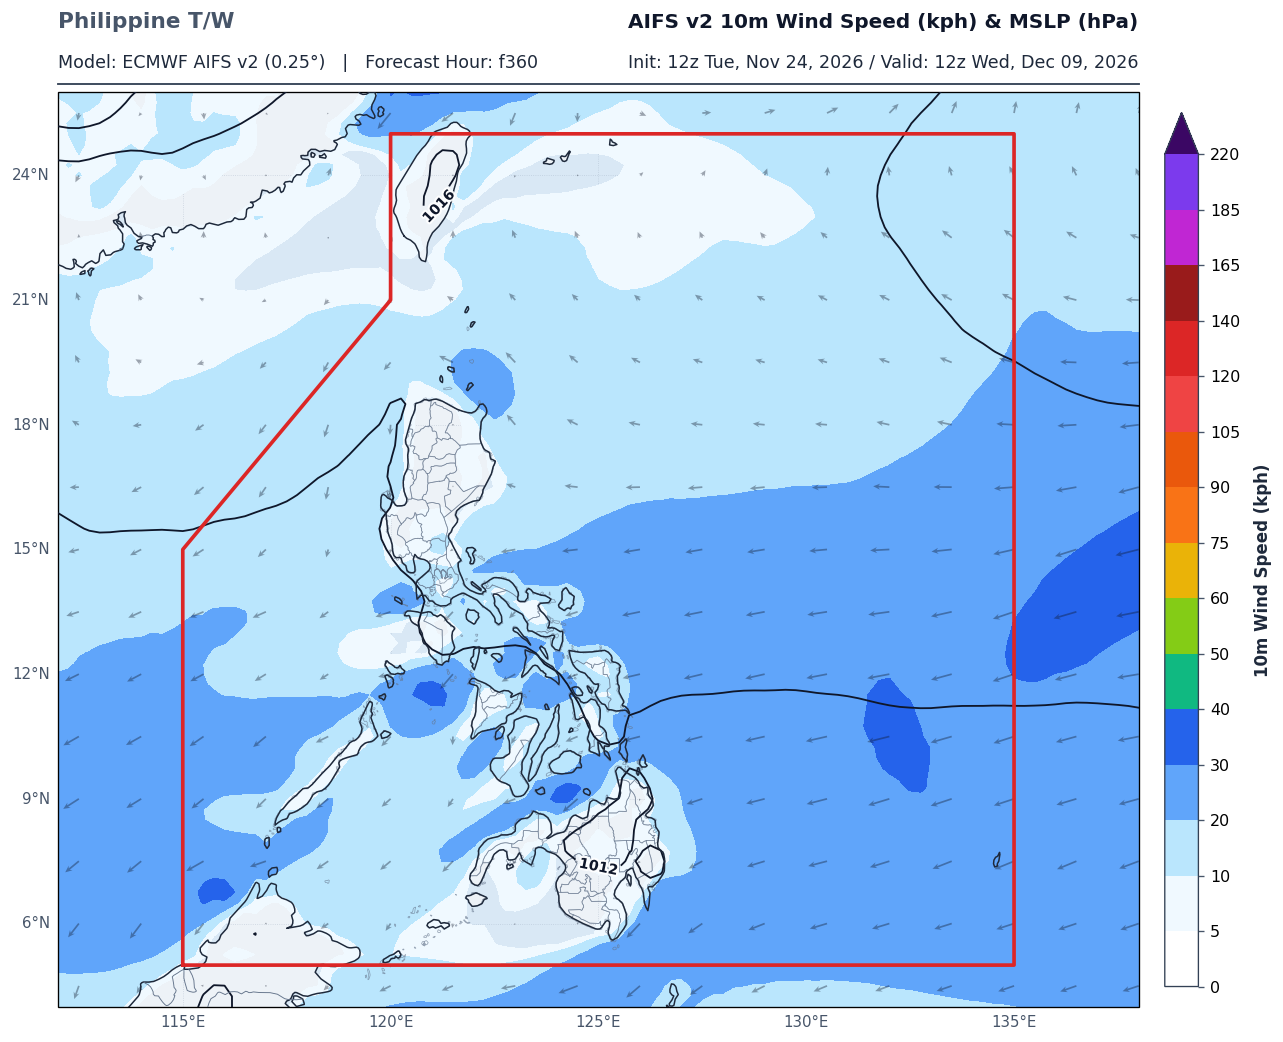 Philippine T/W
AIFS v2 10m Wind Speed (kph) & MSLP (hPa)
Model: ECMWF AIFS v2 (0.25°)   |   Forecast Hour: f360
Init: 12z Tue, Nov 24, 2026 / Valid: 12z Wed, Dec 09, 2026
24°N
21°N
18°N
15°N
12°N
9°N
6°N
115°E
120°E
125°E
130°E
135°E
1016
1012
220
185
165
140
120
105
90
75
60
50
40
30
20
10
5
0
10m Wind Speed (kph)